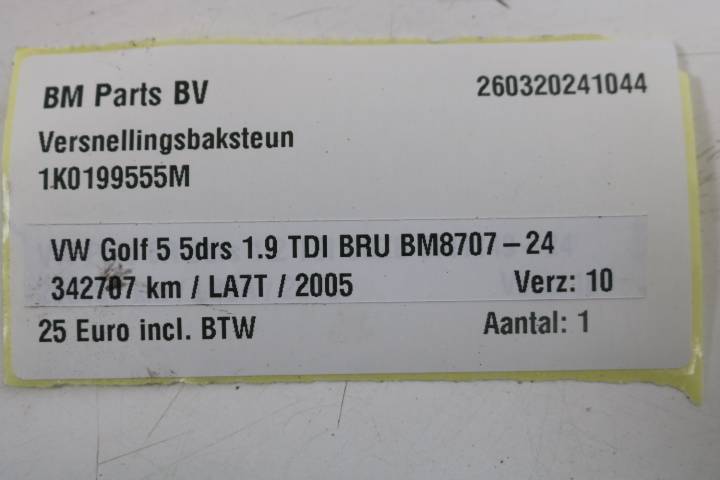 BM Parts BV 260320241044
Versnellingsbaksteun
1K0199555M
VW Golf 5 5drs 1.9 TDI BRU BM8707-24
342707 km / LA7T / 2005 Verz: 10
25 Euro incl. BTW Aantal: 1